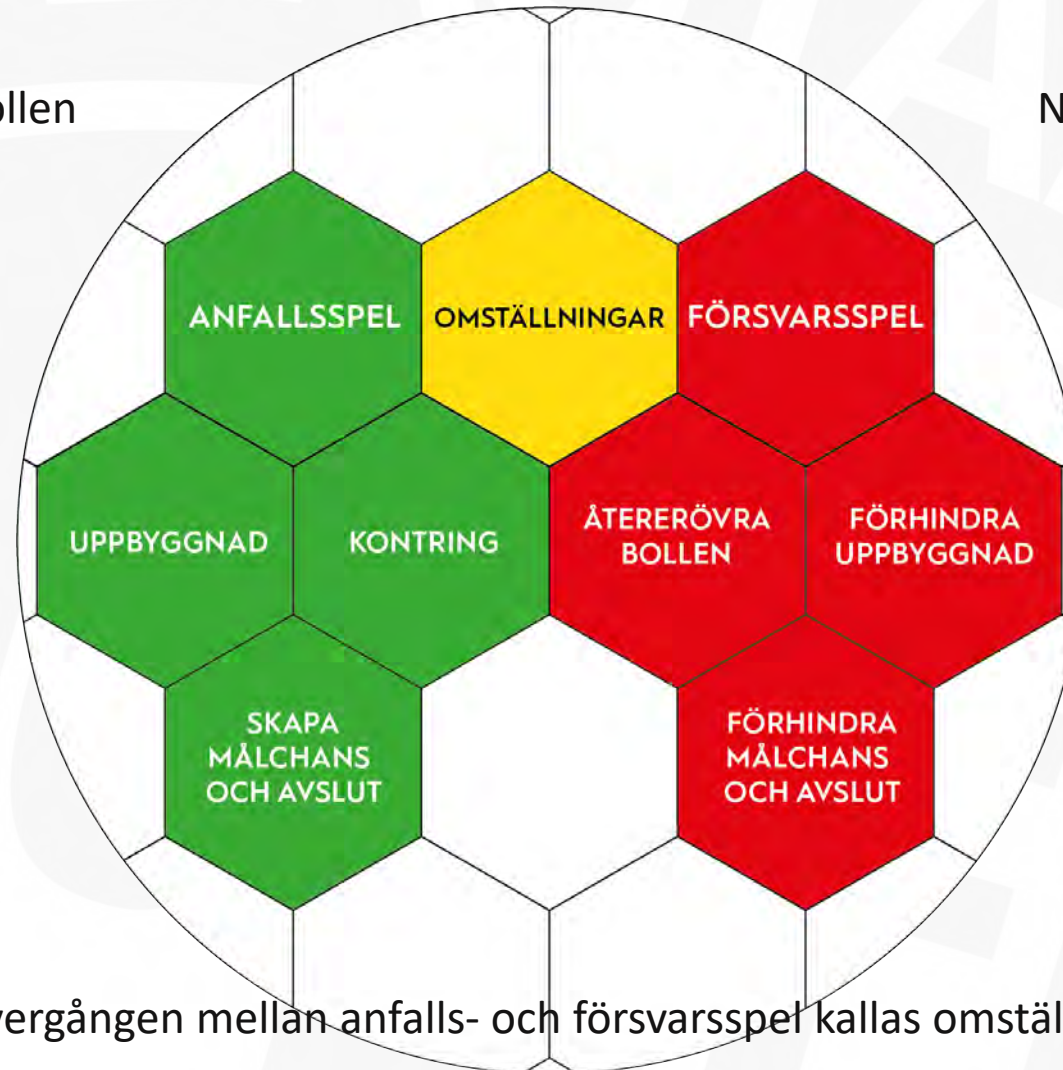 ollen
N
ANFALLSSPEL
OMSTÄLLNINGAR
FÖRSVARSSPEL
UPPBYGGNAD
KONTRING
ÅTERERÖVRA
BOLLEN
FÖRHINDRA
UPPBYGGNAD
SKAPA
MÅLCHANS
OCH AVSLUT
FÖRHINDRA
MÅLCHANS
OCH AVSLUT
vergången mellan anfalls- och försvarsspel kallas omstäl